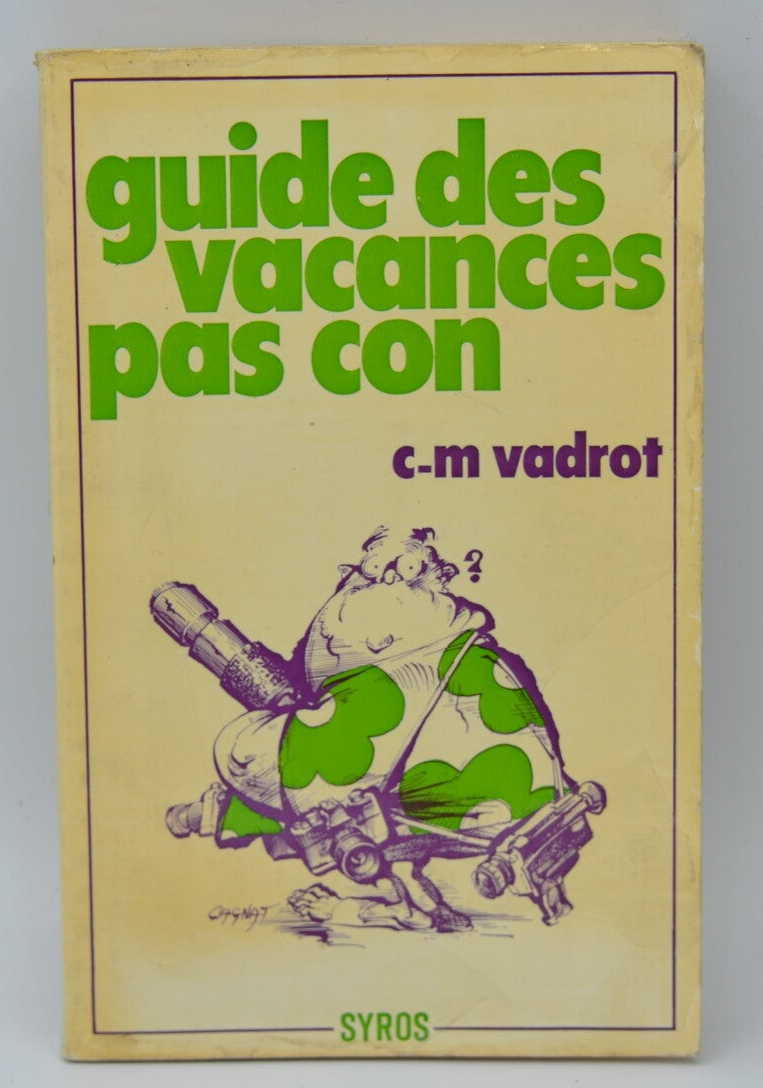 guide des
vacances
pas con
c-m vadrot
?
CAGNAT
SYROS